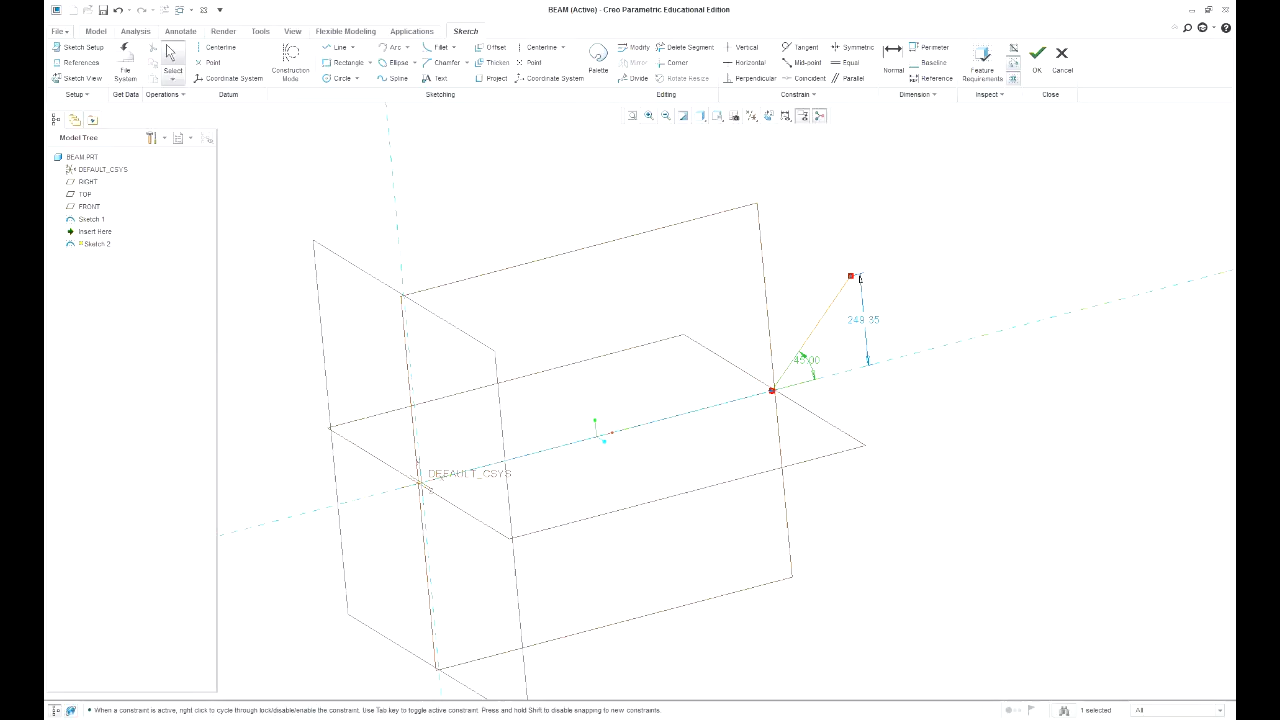 BEAM (Active) - Creo Parametric Educational Edition
File Model Analysis Annotate Render Tools View Flexible Modeling Applications Sketch
Sketch Setup
References
Sketch View
File System
Select
Centerline
Point
Coordinate System
Construction Mode
Line Arc Fillet Offset Centerline
Rectangle Ellipse Chamfer Thicken Point
Circle Spline Text Project Coordinate System
Palette
Modify Delete Segment
Mirror Corner
Divide Rotate Resize
Vertical Tangent Symmetric
Horizontal Mid-point Equal
Perpendicular Coincident Parallel
Normal
Perimeter
Baseline
Reference
Feature Requirements
OK
Cancel
Setup Get Data Operations Datum Sketching Editing Constrain Dimension Inspect Close
Model Tree
BEAM.PRT
DEFAULT_CSYS
RIGHT
TOP
FRONT
Sketch 1
Insert Here
Sketch 2
249.35
45.00
DEFAULT_CSYS
When a constraint is active, right click to cycle through lock/disable/enable the constraint. Use Tab key to toggle active constraint. Press and hold Shift to disable snapping to new constraints.
1 selected
All